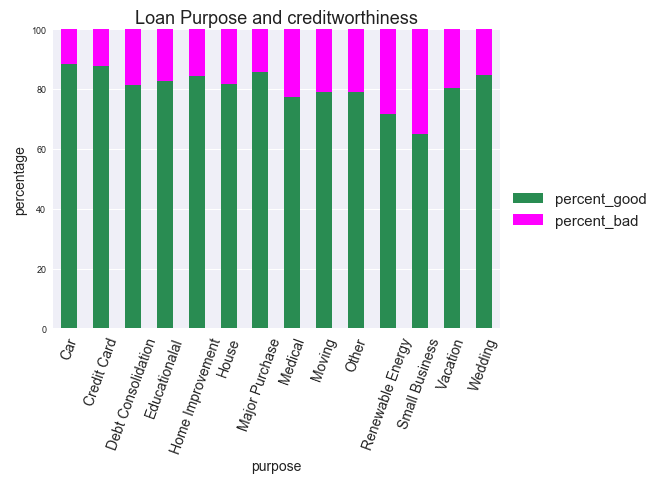 Loan Purpose and creditworthiness
100
80
60
40
20
0
percentage
percent_good
percent_bad
Car
Credit Card
Debt Consolidation
Educationalal
Home Improvement
House
Major Purchase
Medical
Moving
Other
Renewable Energy
Small Business
Vacation
Wedding
purpose